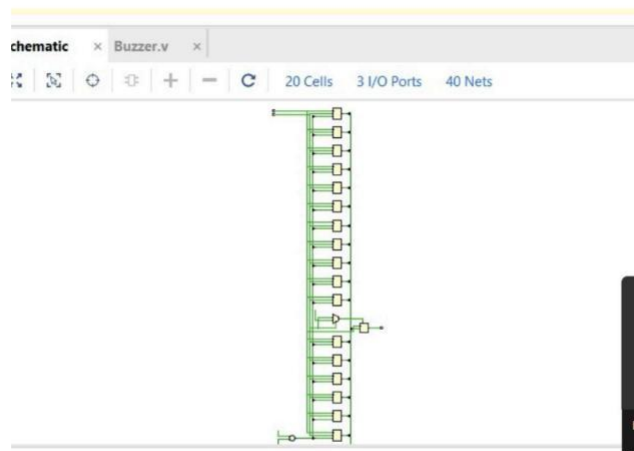 chematic × Buzzer.v ×
20 Cells 3 I/O Ports 40 Nets